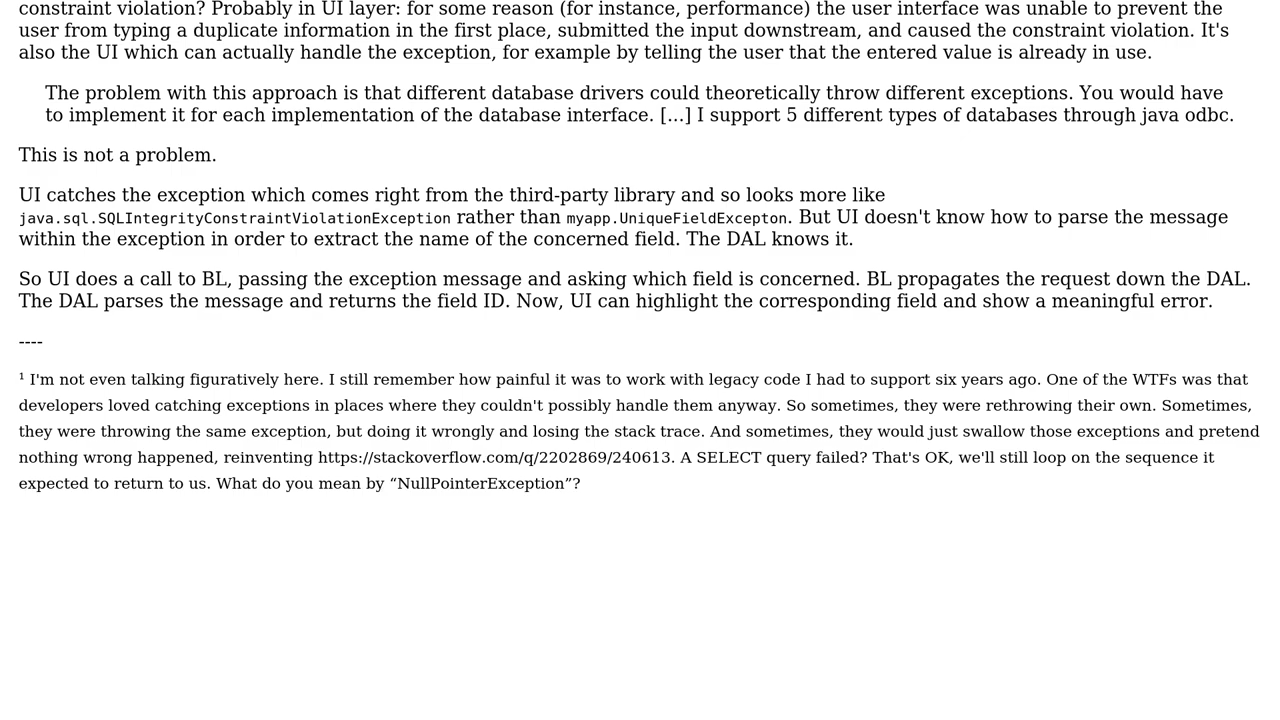 constraint violation? Probably in UI layer: for some reason (for instance, performance) the user interface was unable to prevent the
user from typing a duplicate information in the first place, submitted the input downstream, and caused the constraint violation. It's
also the UI which can actually handle the exception, for example by telling the user that the entered value is already in use.
The problem with this approach is that different database drivers could theoretically throw different exceptions. You would have
to implement it for each implementation of the database interface. [...] I support 5 different types of databases through java odbc.
This is not a problem.
UI catches the exception which comes right from the third-party library and so looks more like
java.sql.SQLIntegrityConstraintViolationException rather than myapp.UniqueFieldExcepton. But UI doesn't know how to parse the message
within the exception in order to extract the name of the concerned field. The DAL knows it.
So UI does a call to BL, passing the exception message and asking which field is concerned. BL propagates the request down the DAL.
The DAL parses the message and returns the field ID. Now, UI can highlight the corresponding field and show a meaningful error.
----
¹ I'm not even talking figuratively here. I still remember how painful it was to work with legacy code I had to support six years ago. One of the WTFs was that
developers loved catching exceptions in places where they couldn't possibly handle them anyway. So sometimes, they were rethrowing their own. Sometimes,
they were throwing the same exception, but doing it wrongly and losing the stack trace. And sometimes, they would just swallow those exceptions and pretend
nothing wrong happened, reinventing https://stackoverflow.com/q/2202869/240613. A SELECT query failed? That's OK, we'll still loop on the sequence it
expected to return to us. What do you mean by “NullPointerException”?